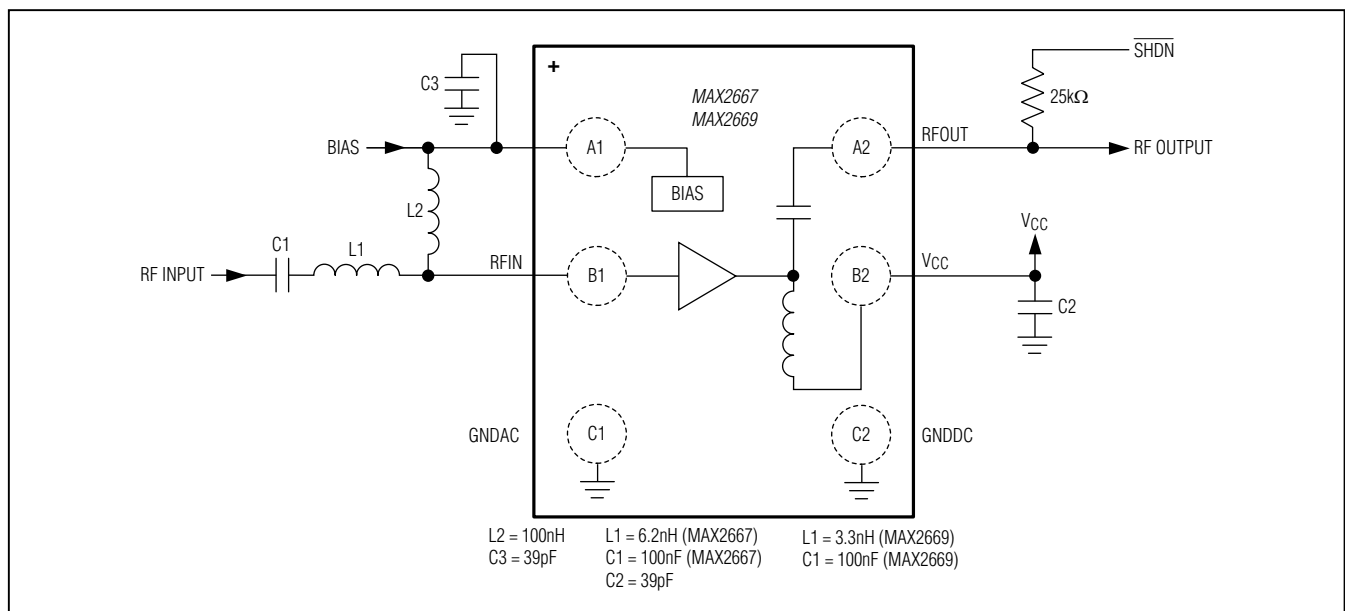 +
MAX2667
MAX2669
SHDN
C3
25kΩ
BIAS
A1
A2
RFOUT
RF OUTPUT
BIAS
L2
VCC
C1
L1
RF INPUT
RFIN
B1
B2
VCC
C2
GNDAC
C1
C2
GNDDC
L2 = 100nH
C3 = 39pF
L1 = 6.2nH (MAX2667)
C1 = 100nF (MAX2667)
C2 = 39pF
L1 = 3.3nH (MAX2669)
C1 = 100nF (MAX2669)